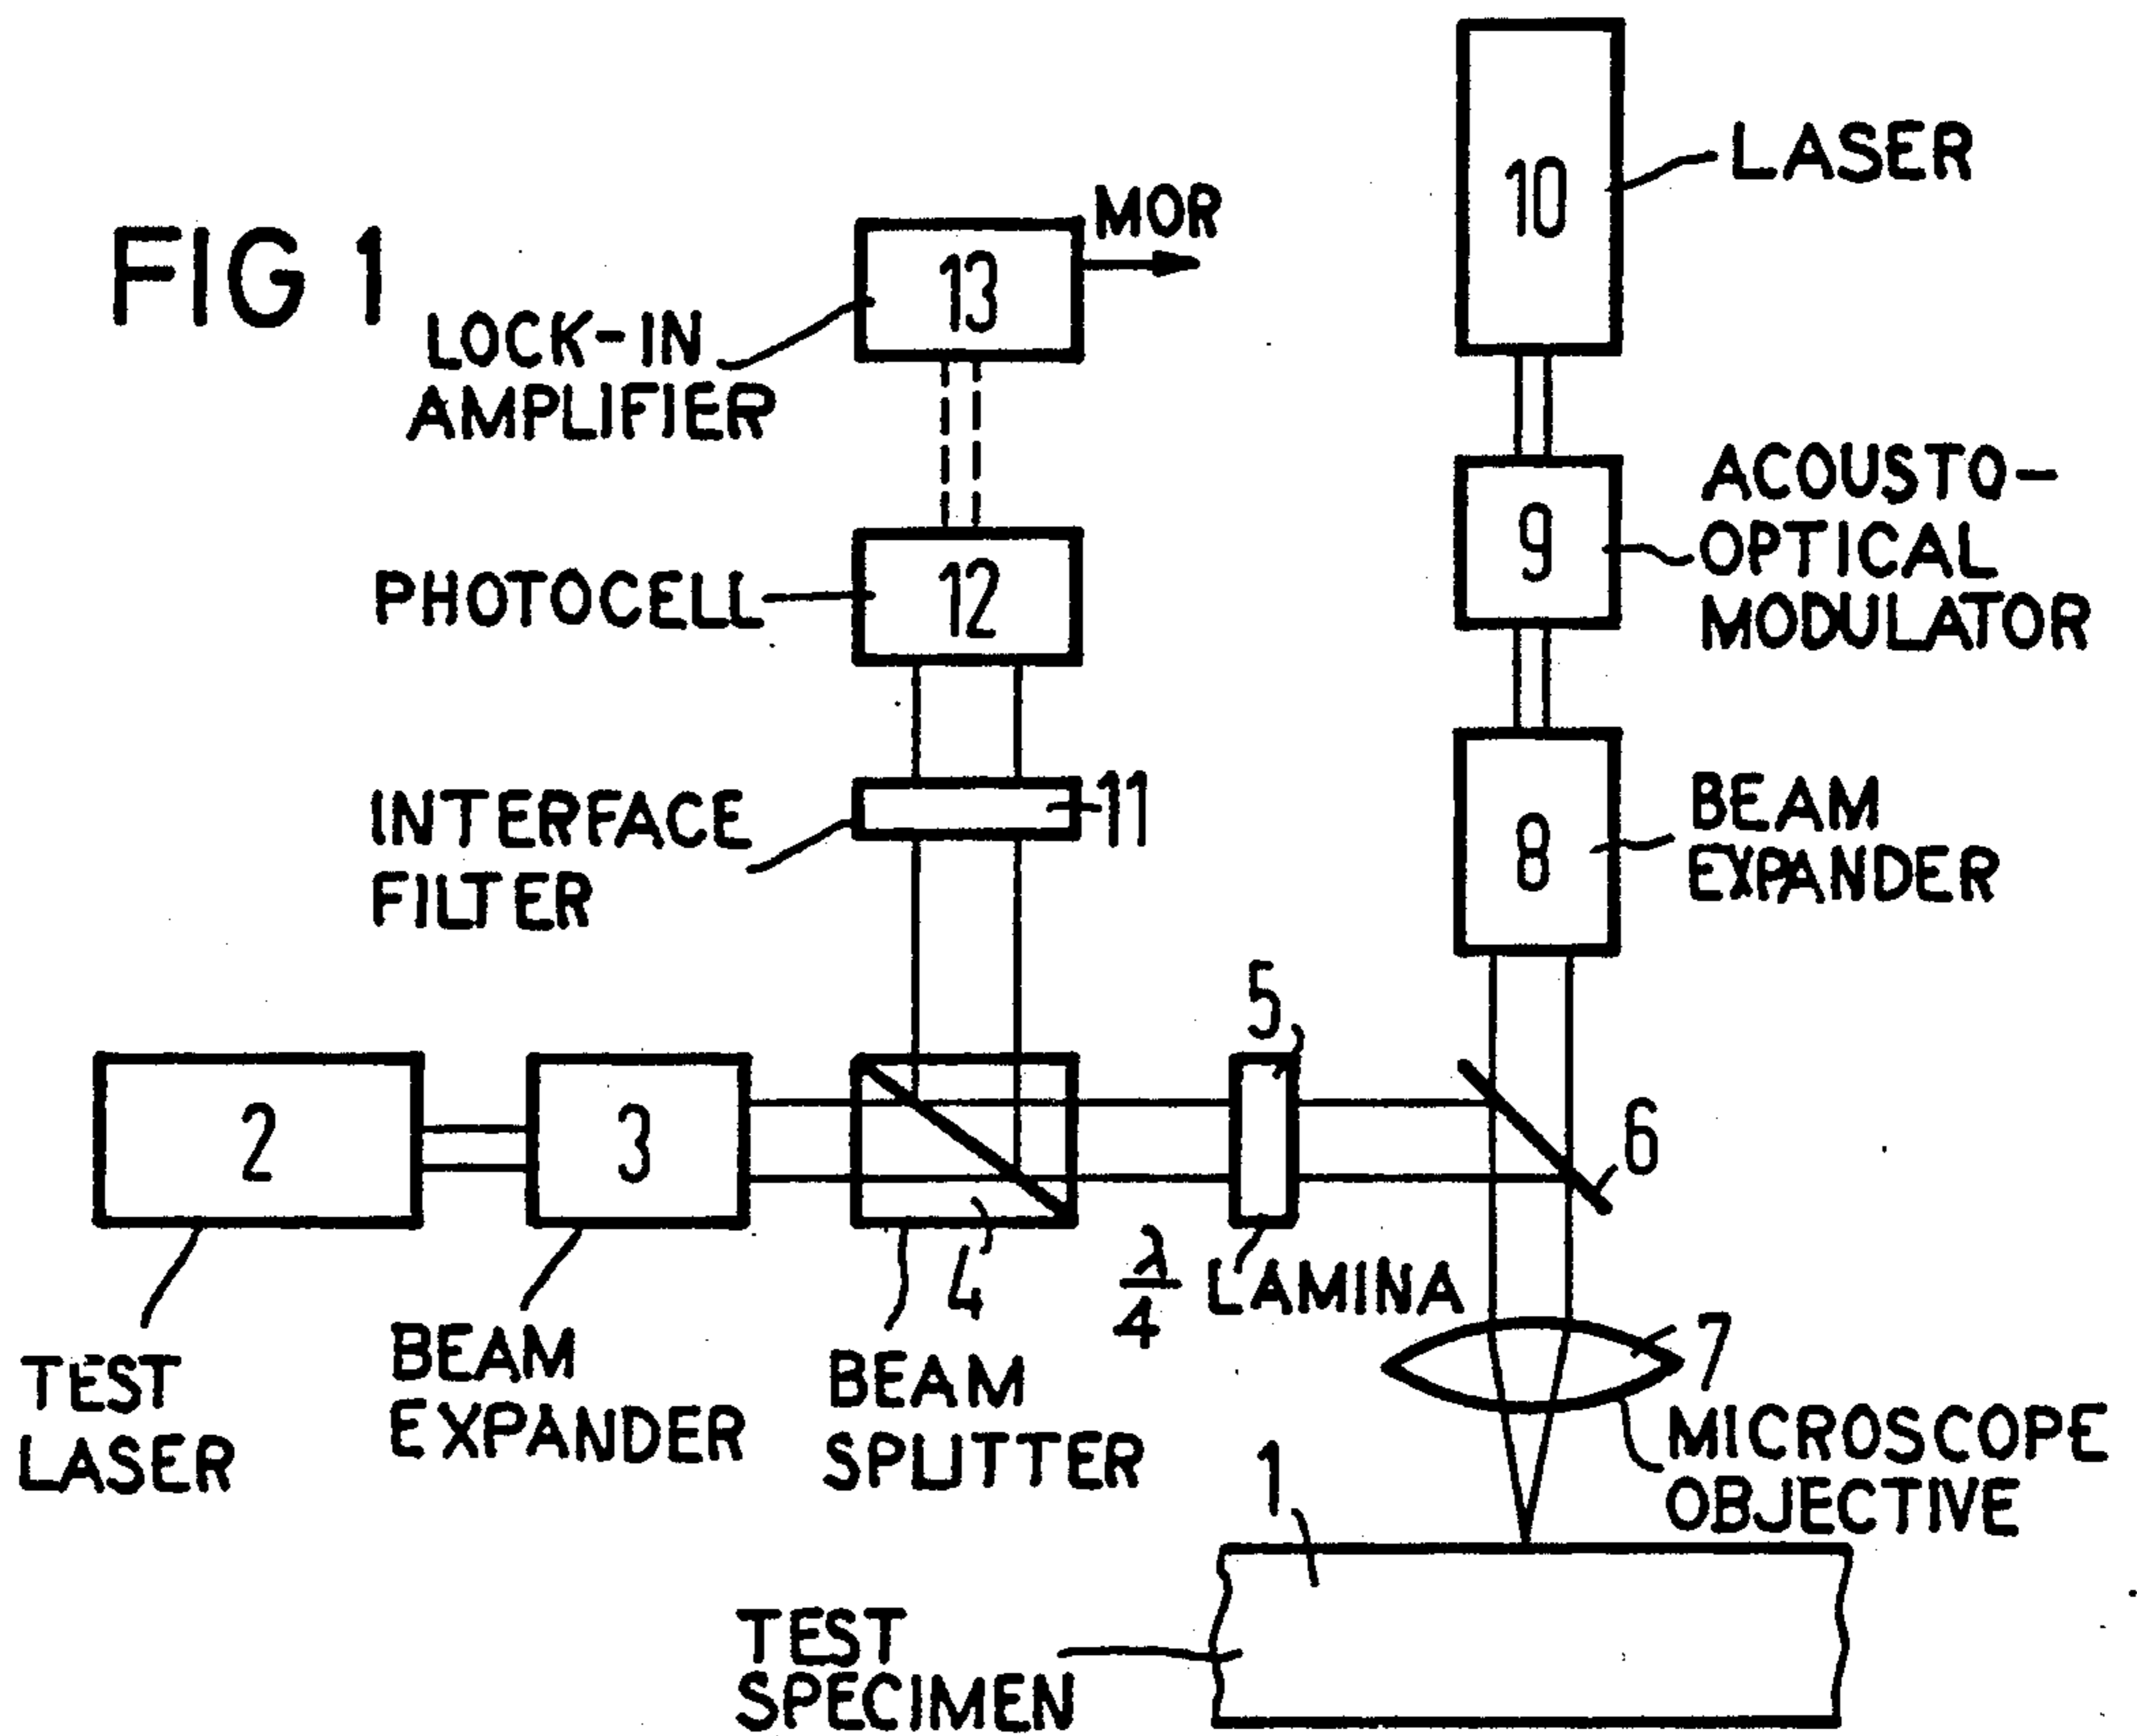 FIG 1
10
LASER
MOR
13
LOCK-IN
AMPLIFIER
ACOUSTO-
OPTICAL
MODULATOR
9
PHOTOCELL
12
INTERFACE
FILTER
11
8
BEAM
EXPANDER
5
2
3
6
4
λ/4 LAMINA
TEST
LASER
BEAM
EXPANDER
BEAM
SPLITTER
7
MICROSCOPE
OBJECTIVE
1
TEST
SPECIMEN